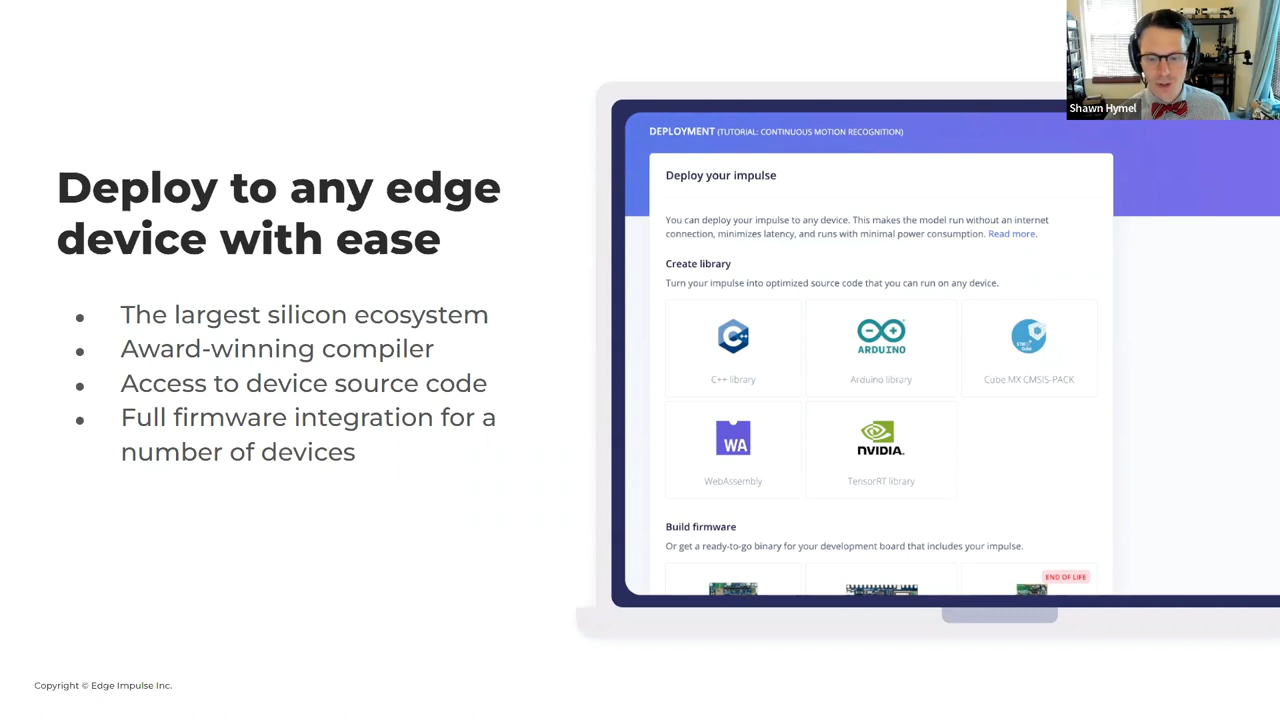 Shawn Hymel
Deploy to any edge
device with ease
• The largest silicon ecosystem
• Award-winning compiler
• Access to device source code
• Full firmware integration for a
number of devices
DEPLOYMENT (TUTORIAL: CONTINUOUS MOTION RECOGNITION)
Deploy your impulse
You can deploy your impulse to any device. This makes the model run without an internet
connection, minimizes latency, and runs with minimal power consumption. Read more.
Create library
Turn your impulse into optimized source code that you can run on any device.
C++
C++ library
ARDUINO
Arduino library
STM32
Cube
Cube MX CMSIS-PACK
WA
WebAssembly
NVIDIA.
TensorRT library
Build firmware
Or get a ready-to-go binary for your development board that includes your impulse.
END OF LIFE
Copyright © Edge Impulse Inc.